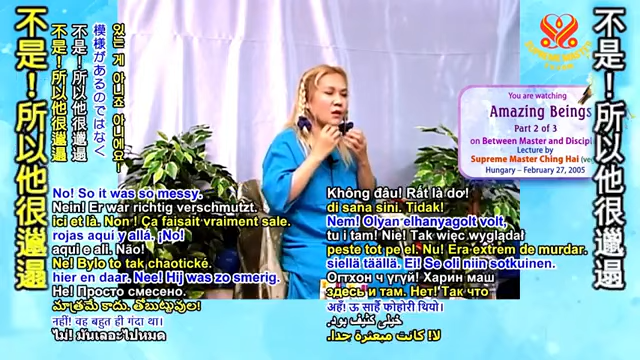 不是！所以他很邋遢
있는 게 아니죠 아니에요!
模様があるのではなく
不是！所以他很邋遢
不是！所以他很邋遢
SUPREME MASTER
You are watching
Amazing Beings
Part 2 of 3
on Between Master and Discipl
Lecture by
Supreme Master Ching Hai (ve
Hungary – February 27, 2005
不是！所以他很邋遢
No! So it was so messy.
Nein! Er war richtig verschmutzt.
ici et là. Non ! Ça faisait vraiment sale.
rojas aquí y allá. ¡No!
aqui e ali. Não!
Ne! Bylo to tak chaotické.
hier en daar. Nee! Hij was zo smerig.
Не! Просто смесено.
మాత్రమే కాదు.
नहीं! वह बहुत ही गंदा था।
ไม่! มันเลอะไปหมด
Không đâu! Rất là dơ!
di sana sini. Tidak!
Nem! Olyan elhanyagolt volt,
tu i tam! Nie! Tak więc wyglądał
peste tot pe el. Nu! Era extrem de murdar.
siellä täällä. Ei! Se oli niin sotkuinen.
үгүй! Харин маш
здесь и там. Нет! Так что
फोहोरी थियो।
خیلی کثیف بود.
لا! كانت مبعثرة جدا.